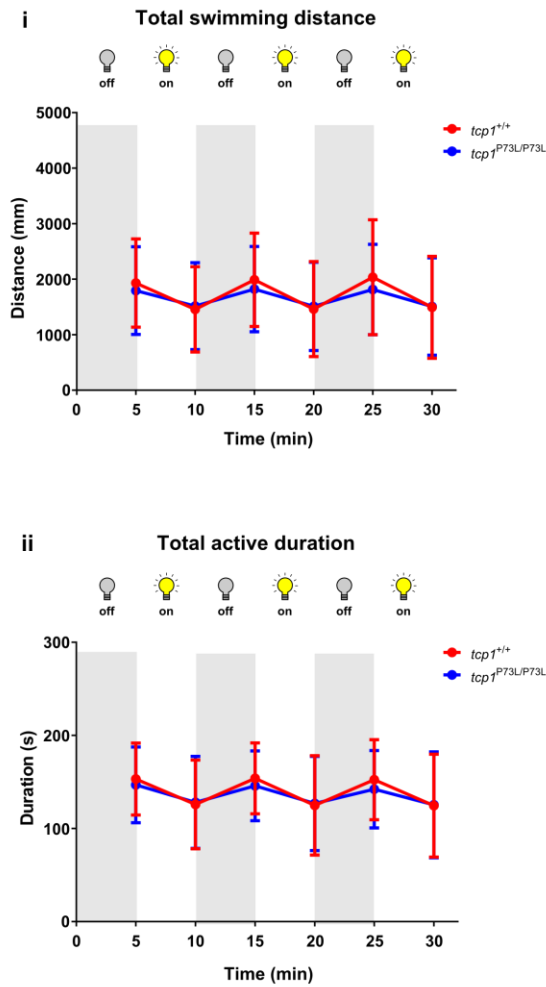 i
Total swimming distance
off on off on off on
5000
4000
3000
2000
1000
0
Distance (mm)
0 5 10 15 20 25 30
Time (min)
tcp1+/+
tcp1P73L/P73L
ii
Total active duration
off on off on off on
300
200
100
0
Duration (s)
0 5 10 15 20 25 30
Time (min)
tcp1+/+
tcp1P73L/P73L